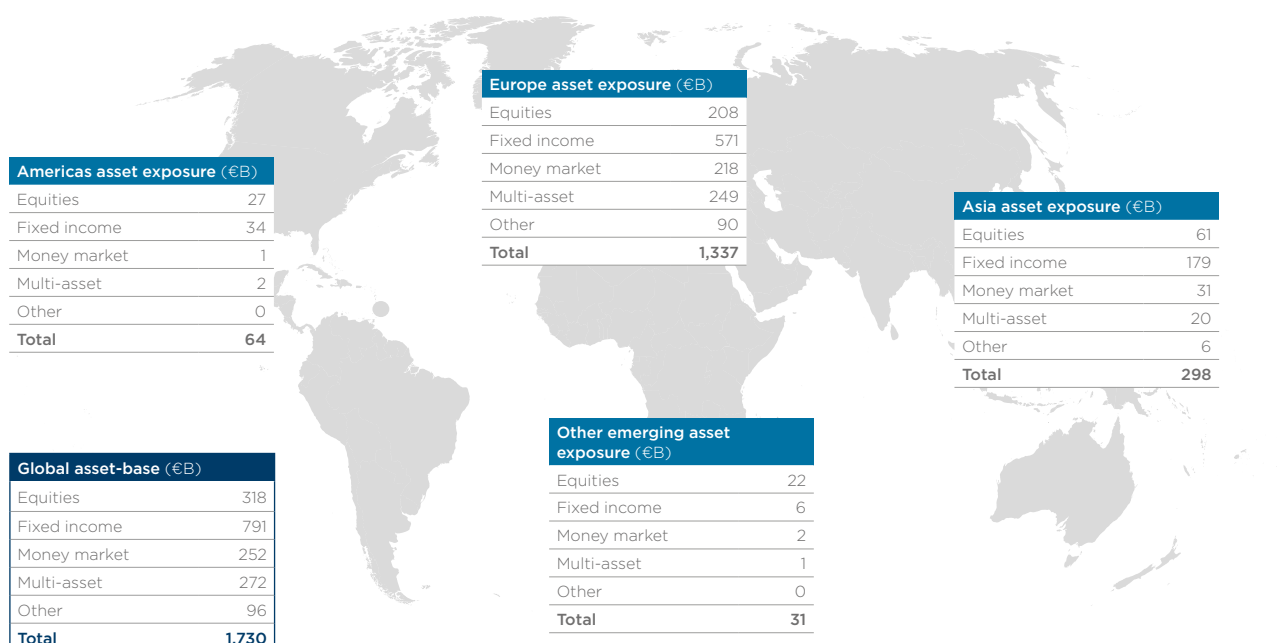 Europe asset exposure (€B)
Equities 208
Fixed income 571
Money market 218
Multi-asset 249
Other 90
Total 1,337
Americas asset exposure (€B)
Equities 27
Fixed income 34
Money market 1
Multi-asset 2
Other 0
Total 64
Asia asset exposure (€B)
Equities 61
Fixed income 179
Money market 31
Multi-asset 20
Other 6
Total 298
Other emerging asset
exposure (€B)
Equities 22
Fixed income 6
Money market 2
Multi-asset 1
Other 0
Total 31
Global asset-base (€B)
Equities 318
Fixed income 791
Money market 252
Multi-asset 272
Other 96
Total 1,730